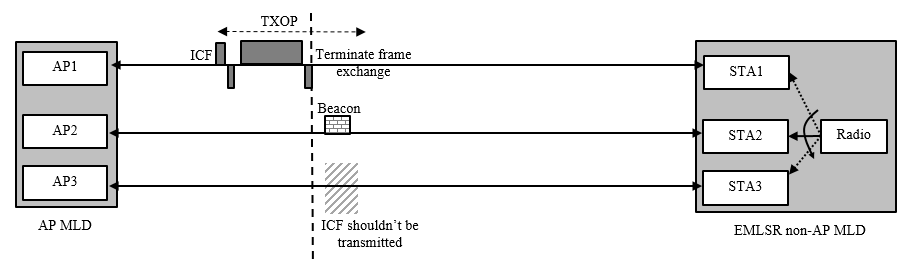 TXOP
ICF
Terminate frame
exchange
AP1
STA1
Beacon
AP2
STA2
Radio
AP3
STA3
ICF shouldn't be
transmitted
AP MLD
EMLSR non-AP MLD